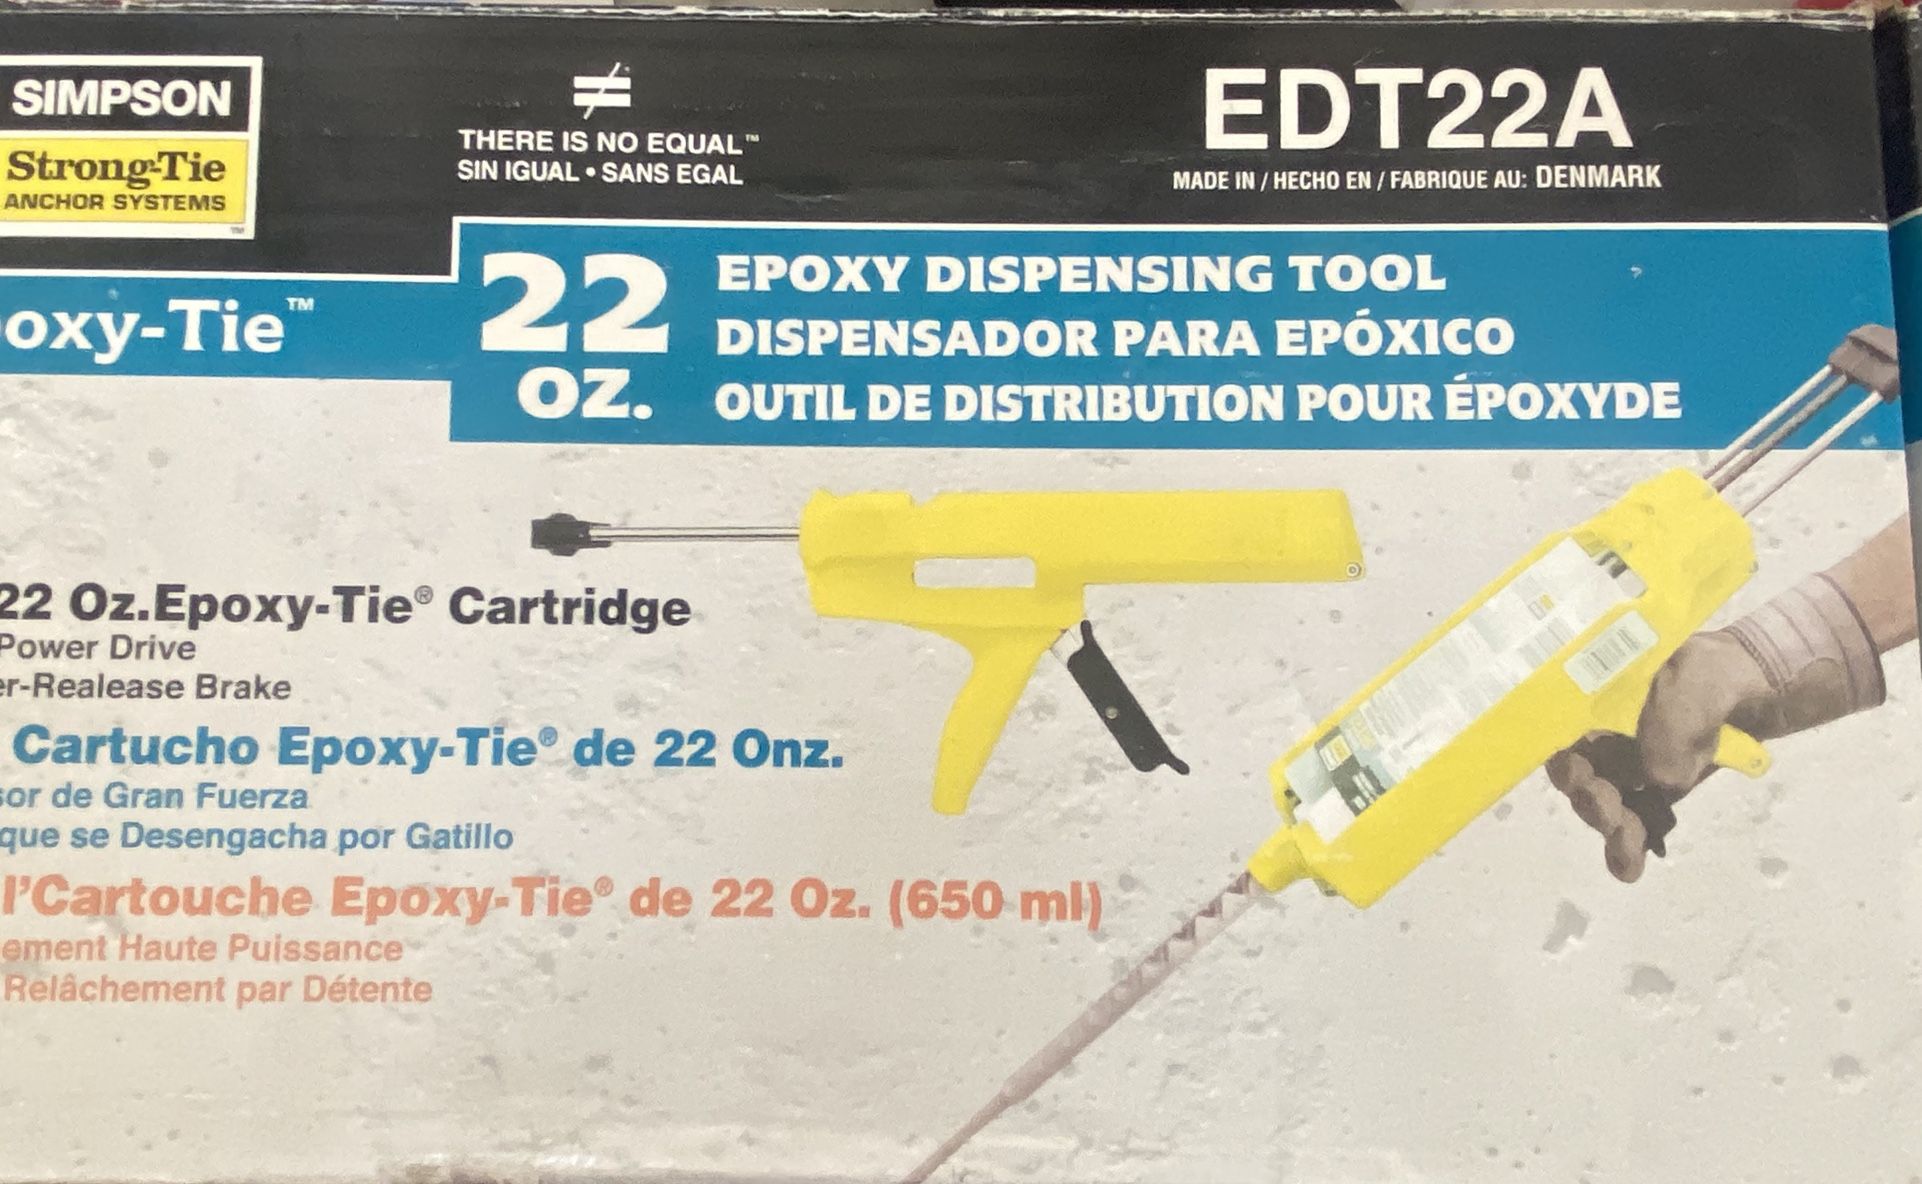 SIMPSON
Strong-Tie
ANCHOR SYSTEMS
™
≠
THERE IS NO EQUAL™
SIN IGUAL • SANS EGAL
EDT22A
MADE IN / HECHO EN / FABRIQUE AU: DENMARK
oxy-Tie™
22
OZ.
EPOXY DISPENSING TOOL
DISPENSADOR PARA EPÓXICO
OUTIL DE DISTRIBUTION POUR ÉPOXYDE
22 Oz.Epoxy-Tie® Cartridge
Power Drive
er-Realease Brake
Cartucho Epoxy-Tie® de 22 Onz.
sor de Gran Fuerza
que se Desengacha por Gatillo
l'Cartouche Epoxy-Tie® de 22 Oz. (650 ml)
ement Haute Puissance
Relâchement par Détente